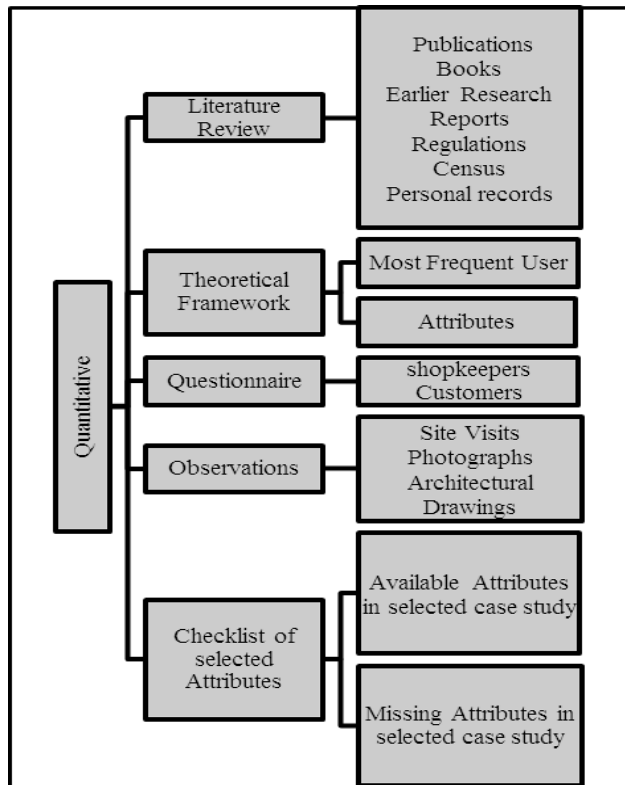 Quantitative
Literature
Review
Publications
Books
Earlier Research
Reports
Regulations
Census
Personal records
Theoretical
Framework
Most Frequent User
Attributes
Questionnaire
shopkeepers
Customers
Observations
Site Visits
Photographs
Architectural
Drawings
Checklist of
selected
Attributes
Available Attributes
in selected case study
Missing Attributes in
selected case study